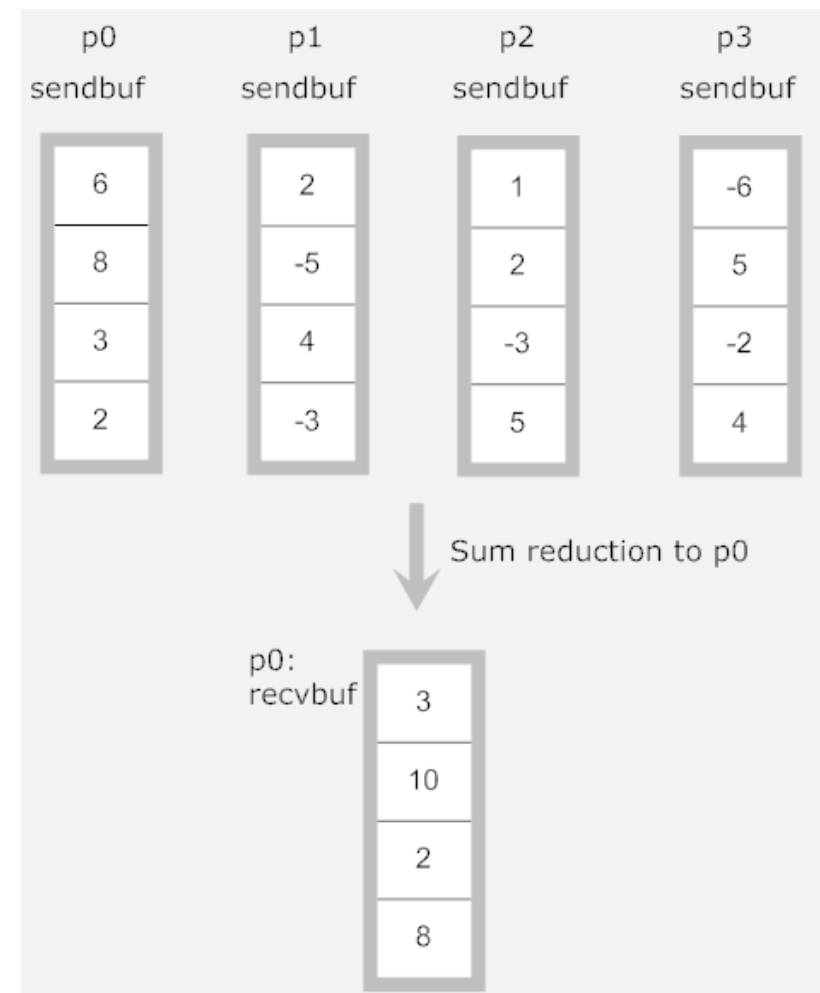 p0 p1 p2 p3
sendbuf sendbuf sendbuf sendbuf
6 2 1 -6
8 -5 2 5
3 4 -3 -2
2 -3 5 4
Sum reduction to p0
p0:
recvbuf
3
10
2
8